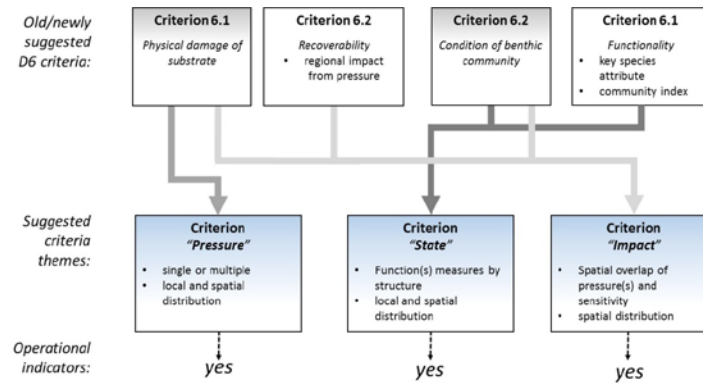 Old/newly
suggested
D6 criteria:
Criterion 6.1
Physical damage of
substrate
Criterion 6.2
Recoverability
• regional impact
from pressure
Criterion 6.2
Condition of benthic
community
Criterion 6.1
Functionality
• key species
attribute
• community index
Suggested
criteria
themes:
Criterion
"Pressure"
• single or multiple
• local and spatial
distribution
Criterion
"State"
• Function(s) measures by
structure
• local and spatial
distribution
Criterion
"Impact"
• Spatial overlap of
pressure(s) and
sensitivity
• spatial distribution
Operational
indicators:
yes
yes
yes